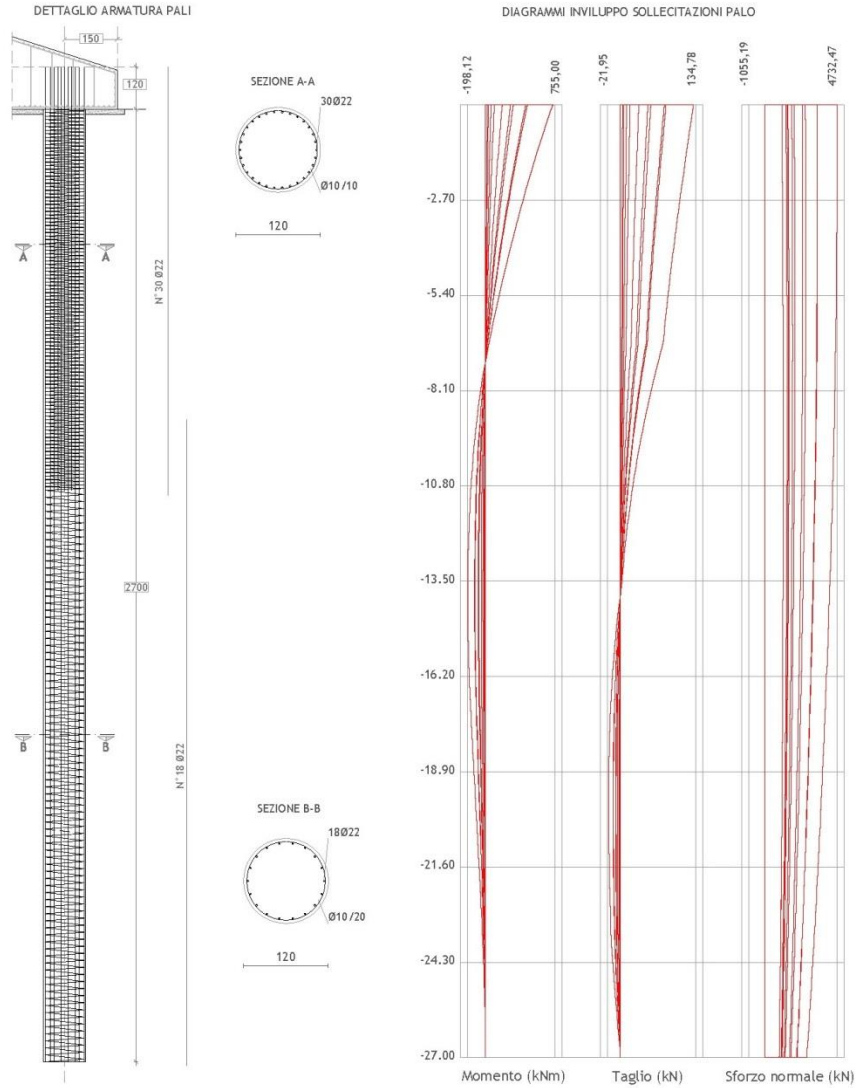 DETTAGLIO ARMATURA PALI
150
120
A
A
N°30 Ø22
2700
B
B
N°18 Ø22
SEZIONE A-A
30Ø22
Ø10/10
120
SEZIONE B-B
18Ø22
Ø10/20
120
DIAGRAMMI INVILUPPO SOLLECITAZIONI PALO
-198,12
755,00
-21,95
134,78
-1055,19
4732,47
-2.70
-5.40
-8.10
-10.80
-13.50
-16.20
-18.90
-21.60
-24.30
-27.00
Momento (kNm)
Taglio (kN)
Sforzo normale (kN)